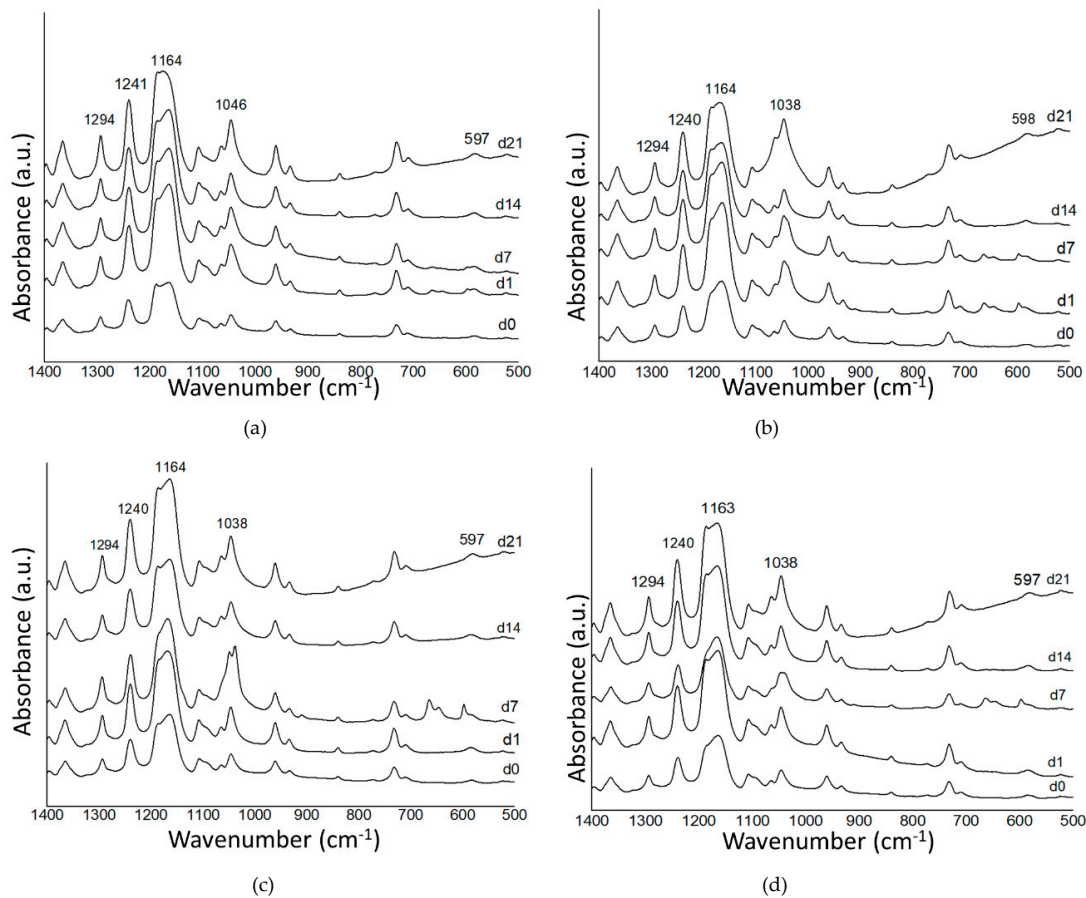 1164
1241
1046
1294
597
d21
d14
d7
d1
d0
Absorbance (a.u.)
1400 1300 1200 1100 1000 900 800 700 600 500
Wavenumber (cm-1)
(a)
1164
1038
1240
1294
598
d21
d14
d7
d1
d0
Absorbance (a.u.)
1400 1300 1200 1100 1000 900 800 700 600 500
Wavenumber (cm-1)
(b)
1164
1240
1038
1294
597
d21
d14
d7
d1
d0
Absorbance (a.u.)
1400 1300 1200 1100 1000 900 800 700 600 500
Wavenumber (cm-1)
(c)
1163
1240
1038
1294
597
d21
d14
d7
d1
d0
Absorbance (a.u.)
1400 1300 1200 1100 1000 900 800 700 600 500
Wavenumber (cm-1)
(d)